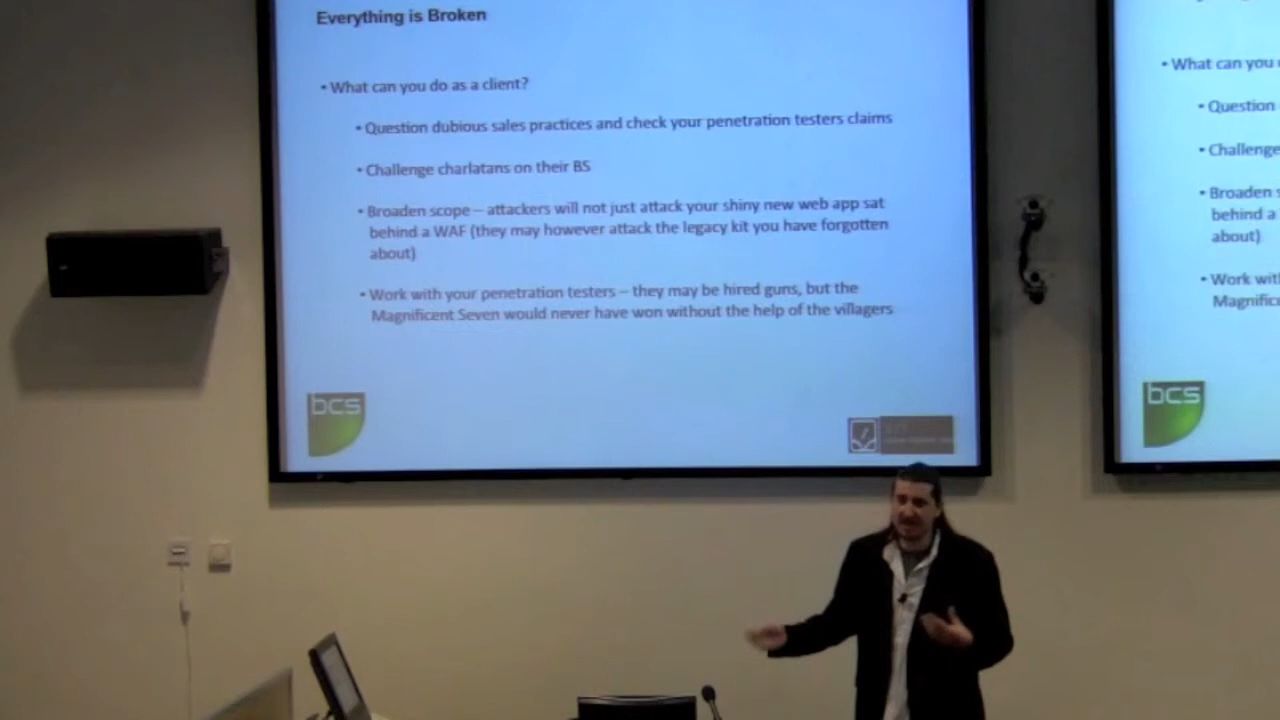 Everything is Broken
• What can you do as a client?
• Question dubious sales practices and check your penetration testers claims
• Challenge charlatans on their BS
• Broaden scope – attackers will not just attack your shiny new web app sat
behind a WAF (they may however attack the legacy kit you have forgotten
about)
• Work with your penetration testers – they may be hired guns, but the
Magnificent Seven would never have won without the help of the villagers
bcs
• What can you
• Question
• Challenge
• Broaden
behind a
about)
• Work
bcs